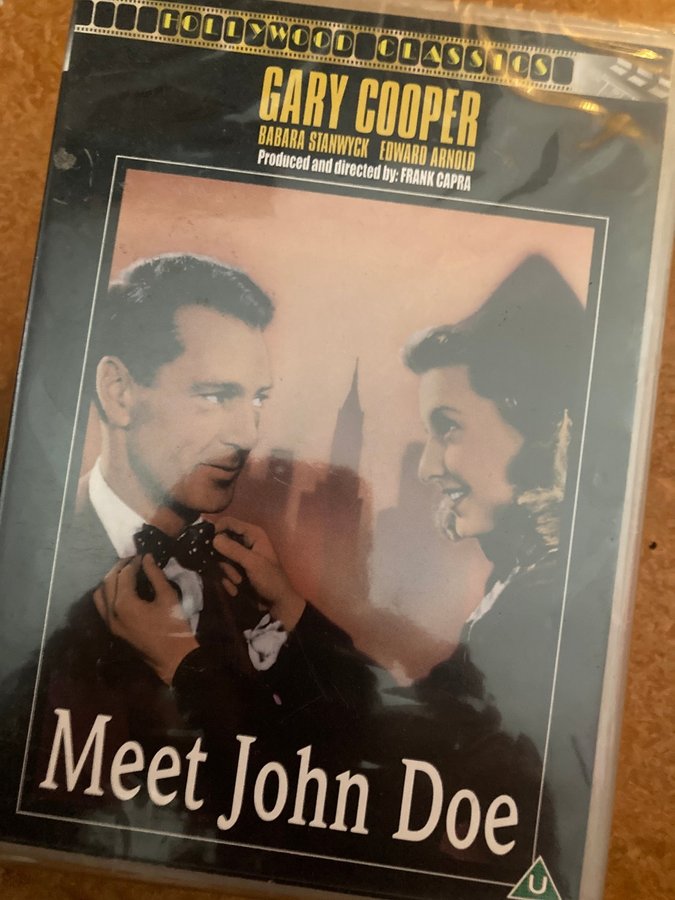 HOLLYWOOD CLASSICS
GARY COOPER
BABARA STANWYCK EDWARD ARNOLD
Produced and directed by: FRANK CAPRA
Meet John Doe
U